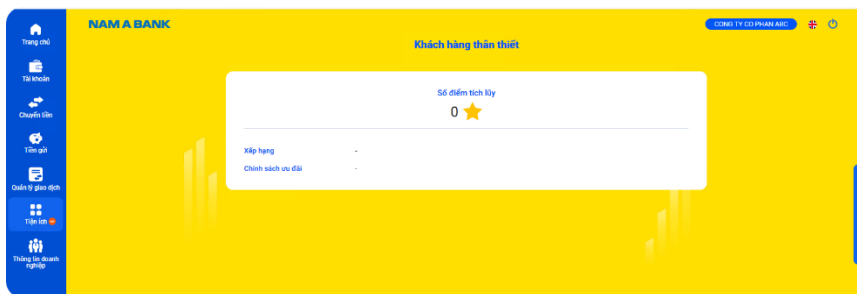 NAM A BANK
CONG TY CO PHAN ABC
Trang chủ
Khách hàng thân thiết
Tài khoản
Số điểm tích lũy
0
Chuyển tiền
Tiền gửi
Xếp hạng -
Chính sách ưu đãi -
Quản lý giao dịch
Tiện ích
Thông tin doanh
nghiệp